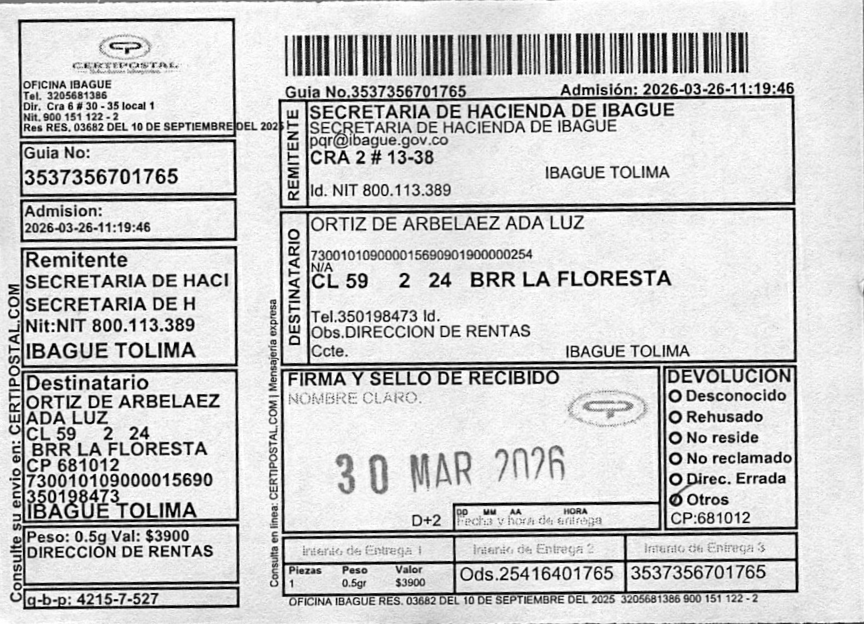 CERTIPOSTAL
OFICINA IBAGUE
Tel. 3205681386
Dir. Cra 6 # 30 - 35 local 1
Nit. 900 151 122 - 2
Res RES. 03682 DEL 10 DE SEPTIEMBRE DEL 2025
Guia No:
3537356701765
Admision:
2026-03-26-11:19:46
Remitente
SECRETARIA DE HACI
SECRETARIA DE H
Nit:NIT 800.113.389
IBAGUE TOLIMA
Destinatario
ORTIZ DE ARBELAEZ
ADA LUZ
CL 59 2 24
BRR LA FLORESTA
CP 681012
730010109000015690
350198473
IBAGUE TOLIMA
Peso: 0.5g Val: $3900
DIRECCION DE RENTAS
q-b-p: 4215-7-527
Consulte su envio en: CERTIPOSTAL.COM
Guia No.3537356701765 Admisión: 2026-03-26-11:19:46
REMITENTE
SECRETARIA DE HACIENDA DE IBAGUE
SECRETARIA DE HACIENDA DE IBAGUE
pqr@ibague.gov.co
CRA 2 # 13-38
IBAGUE TOLIMA
Id. NIT 800.113.389
DESTINATARIO
ORTIZ DE ARBELAEZ ADA LUZ
730010109000015690901900000254
N/A
CL 59 2 24 BRR LA FLORESTA
Tel.350198473 Id.
Obs.DIRECCION DE RENTAS
Ccte. IBAGUE TOLIMA
Consulta en linea: CERTIPOSTAL.COM | Mensajería expresa
FIRMA Y SELLO DE RECIBIDO
NOMBRE CLARO.
30 MAR 2026
D+2
DD MM AA HORA
Fecha y hora de entrega
DEVOLUCION
Desconocido
Rehusado
No reside
No reclamado
Direc. Errada
Otros
CP:681012
Intento de Entrega 1 Intento de Entrega 2 Intento de Entrega 3
Piezas Peso Valor
1 0.5gr $3900
Ods.25416401765 3537356701765
OFICINA IBAGUE RES. 03682 DEL 10 DE SEPTIEMBRE DEL 2025 3205681386 900 151 122 - 2